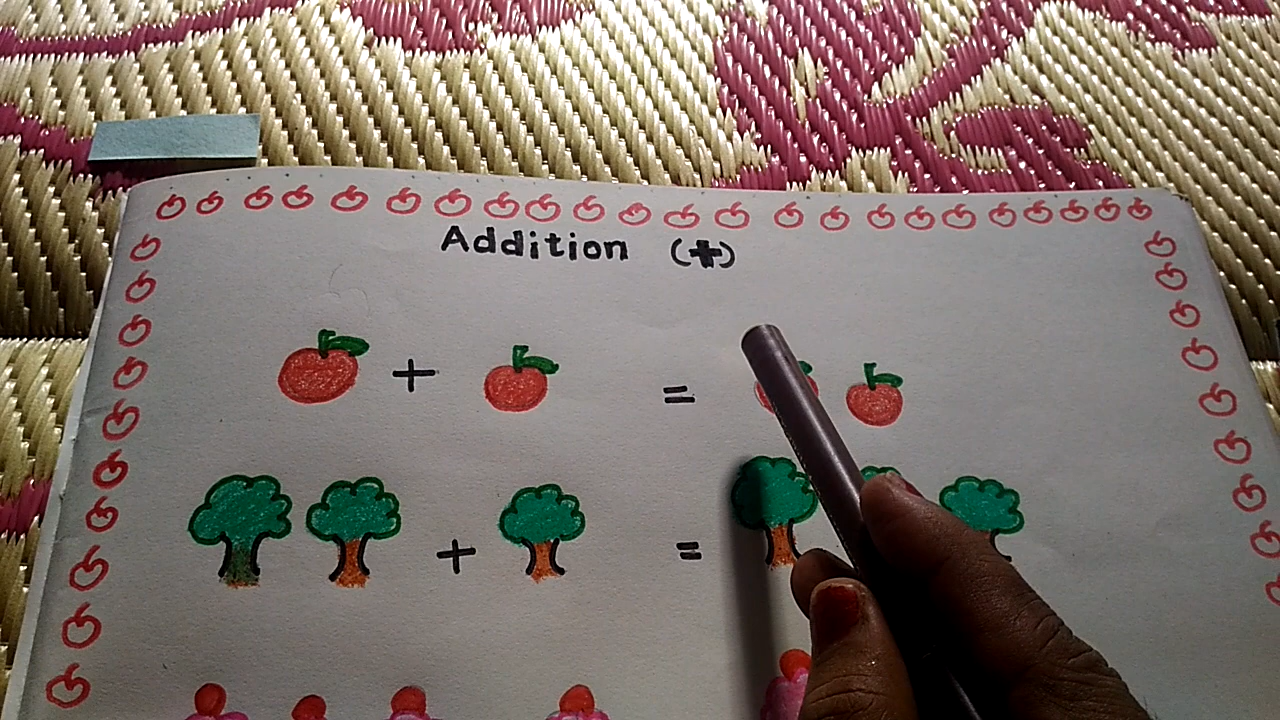 Addition (+)
+ =
+ =